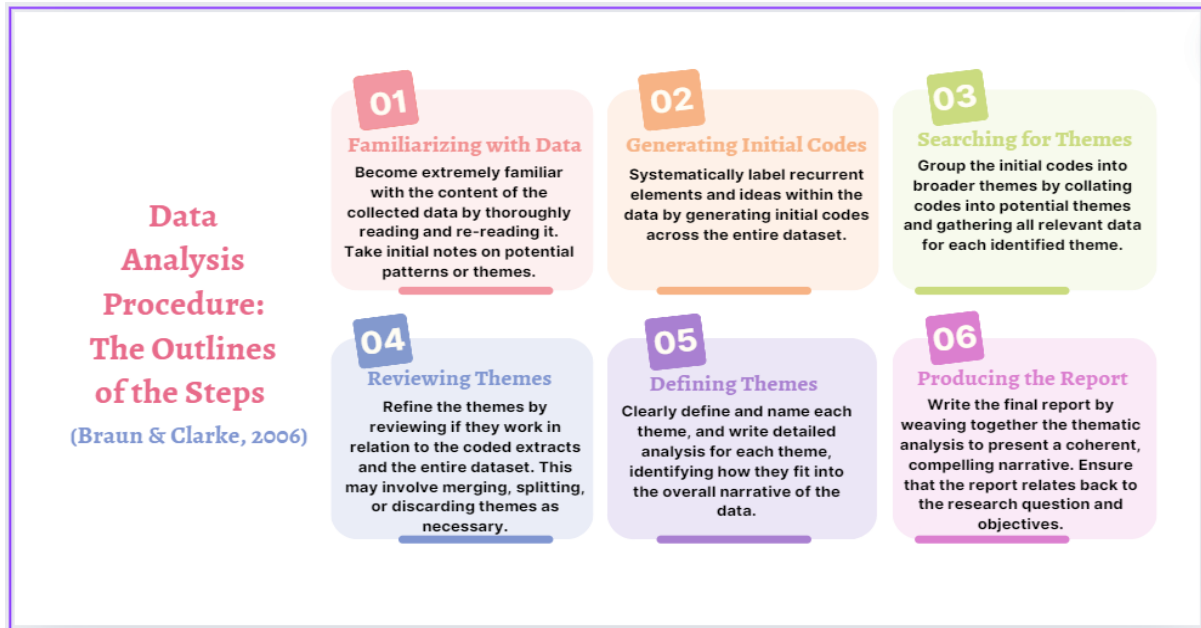 Data
Analysis
Procedure:
The Outlines
of the Steps
(Braun & Clarke, 2006)
01
Familiarizing with Data
Become extremely familiar
with the content of the
collected data by thoroughly
reading and re-reading it.
Take initial notes on potential
patterns or themes.
02
Generating Initial Codes
Systematically label recurrent
elements and ideas within the
data by generating initial codes
across the entire dataset.
03
Searching for Themes
Group the initial codes into
broader themes by collating
codes into potential themes
and gathering all relevant data
for each identified theme.
04
Reviewing Themes
Refine the themes by
reviewing if they work in
relation to the coded extracts
and the entire dataset. This
may involve merging, splitting,
or discarding themes as
necessary.
05
Defining Themes
Clearly define and name each
theme, and write detailed
analysis for each theme,
identifying how they fit into
the overall narrative of the
data.
06
Producing the Report
Write the final report by
weaving together the thematic
analysis to present a coherent,
compelling narrative. Ensure
that the report relates back to
the research question and
objectives.